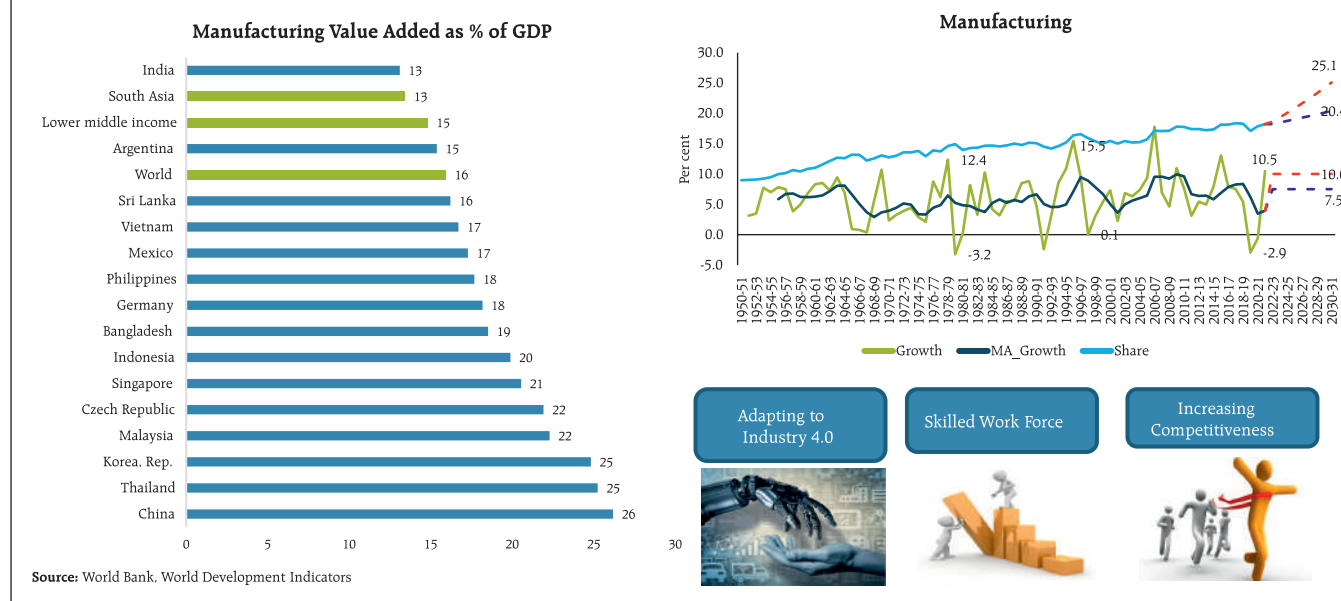 Manufacturing Value Added as % of GDP
India 13
South Asia 13
Lower middle income 15
Argentina 15
World 16
Sri Lanka 16
Vietnam 17
Mexico 17
Philippines 18
Germany 18
Bangladesh 19
Indonesia 20
Singapore 21
Czech Republic 22
Malaysia 22
Korea, Rep. 25
Thailand 25
China 26
0 5 10 15 20 25 30
Source: World Bank, World Development Indicators
Manufacturing
Per cent
30.0
25.0
20.0
15.0
10.0
5.0
0.0
-5.0
25.1
20.4
15.5
12.4
10.5
10.0
7.5
0.1
-3.2
-2.9
1950-51
1952-53
1954-55
1956-57
1958-59
1960-61
1962-63
1964-65
1966-67
1968-69
1970-71
1972-73
1974-75
1976-77
1978-79
1980-81
1982-83
1984-85
1986-87
1988-89
1990-91
1992-93
1994-95
1996-97
1998-99
2000-01
2002-03
2004-05
2006-07
2008-09
2010-11
2012-13
2014-15
2016-17
2018-19
2020-21
2022-23
2024-25
2026-27
2028-29
2030-31
Growth MA_Growth Share
Adapting to
Industry 4.0
Skilled Work Force
Increasing
Competitiveness